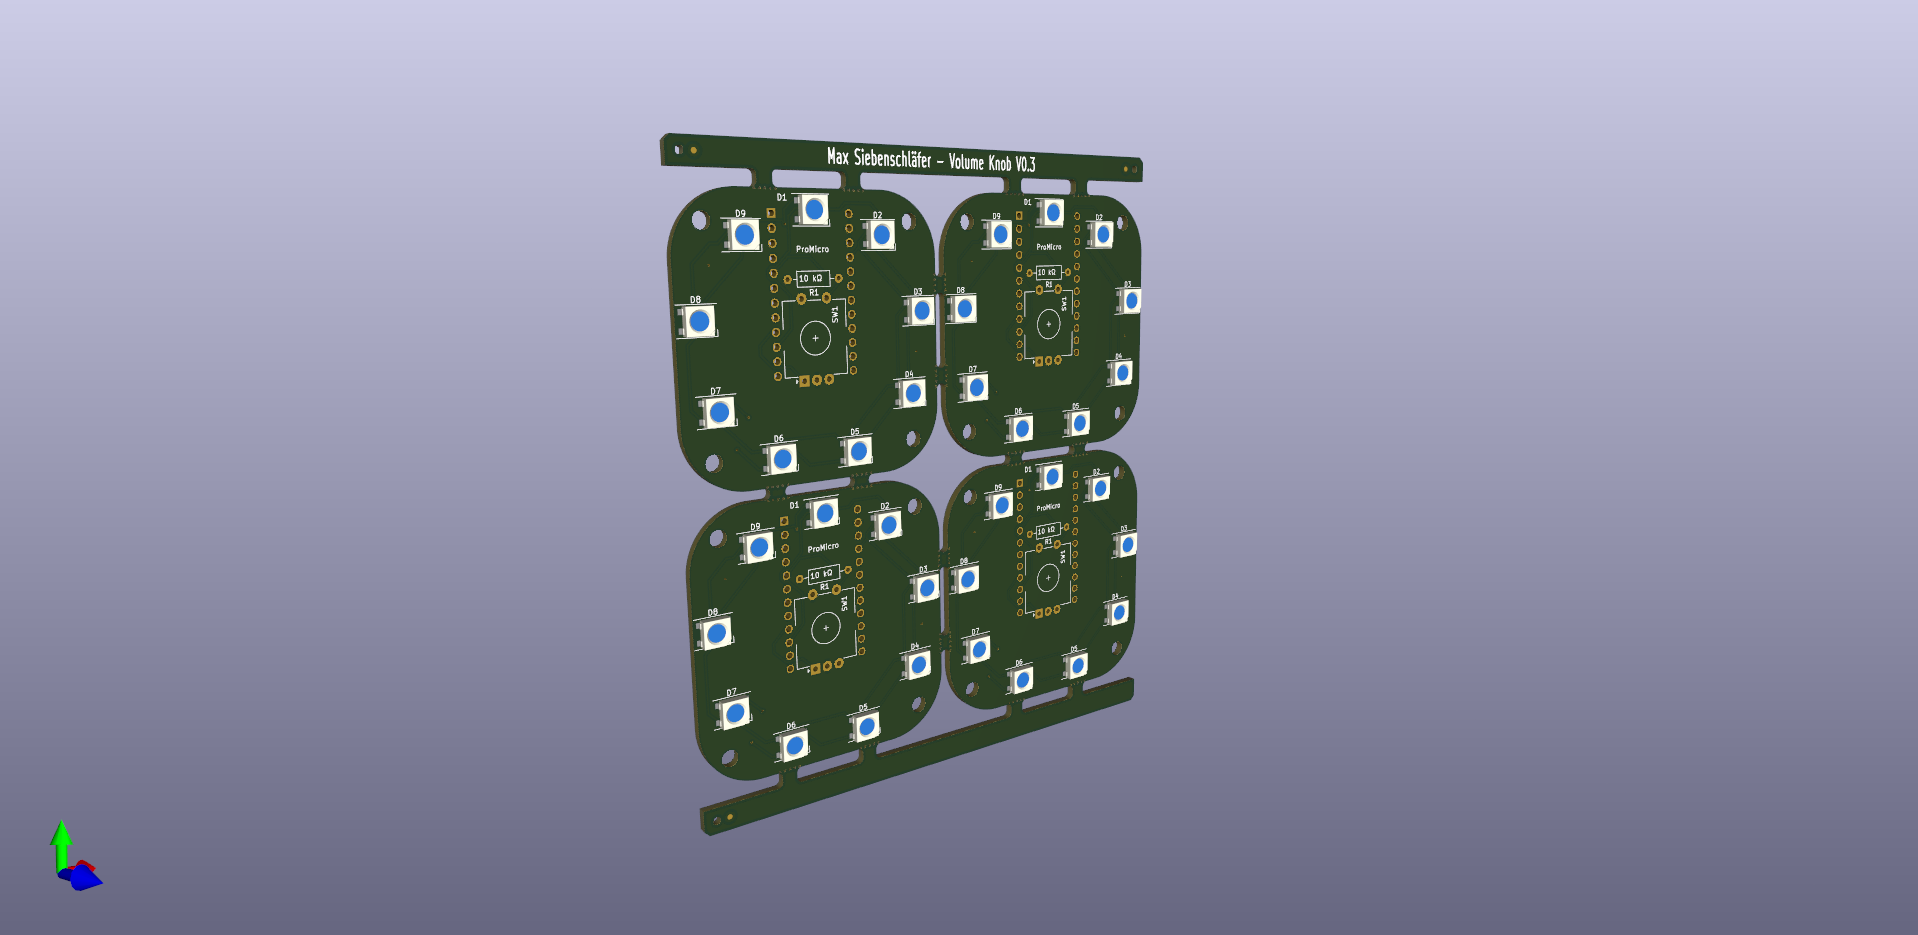 Max Siebenschläfer – Volume Knob V0.3
D1
D9
D2
ProMicro
10 kΩ
R1
SW1
D8
D3
D7
D4
D6
D5
D1
D9
D2
ProMicro
10 kΩ
R1
SW1
D8
D3
D7
D4
D6
D5
D1
D9
D2
ProMicro
10 kΩ
R1
SW1
D8
D3
D7
D4
D6
D5
D1
D9
D2
ProMicro
10 kΩ
R1
SW1
D8
D3
D7
D4
D6
D5